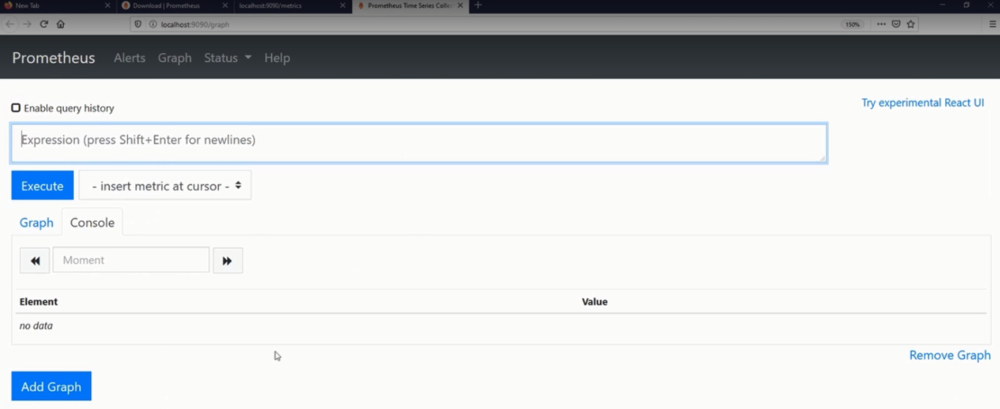 New Tab
Download | Prometheus
localhost:9090/metrics
Prometheus Time Series Collec
localhost:9090/graph
150%
Prometheus Alerts Graph Status Help
Enable query history
Try experimental React UI
Expression (press Shift+Enter for newlines)
Execute
- insert metric at cursor -
Graph Console
Moment
Element Value
no data
Remove Graph
Add Graph